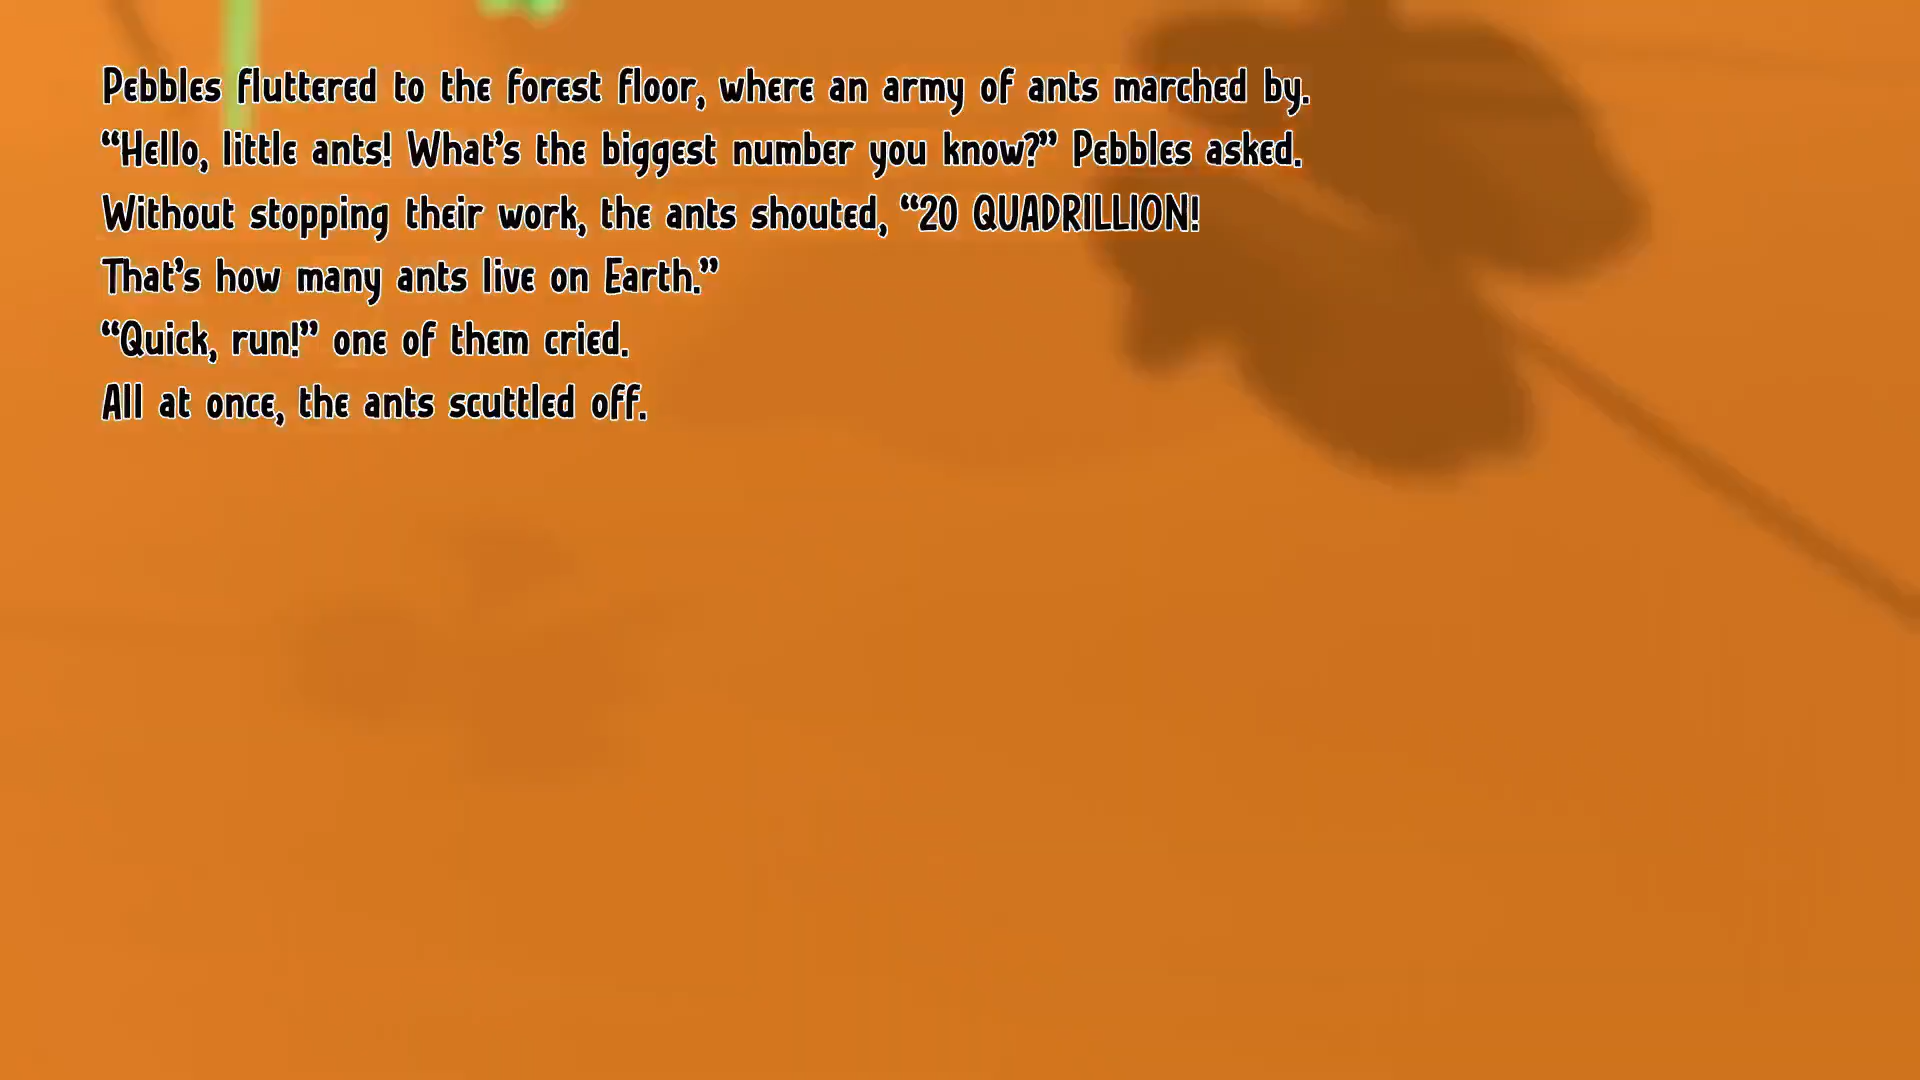 Pebbles fluttered to the forest floor, where an army of ants marched by.
“Hello, little ants! What’s the biggest number you know?” Pebbles asked.
Without stopping their work, the ants shouted, “20 QUADRILLION!
That’s how many ants live on Earth.”
“Quick, run!” one of them cried.
All at once, the ants scuttled off.